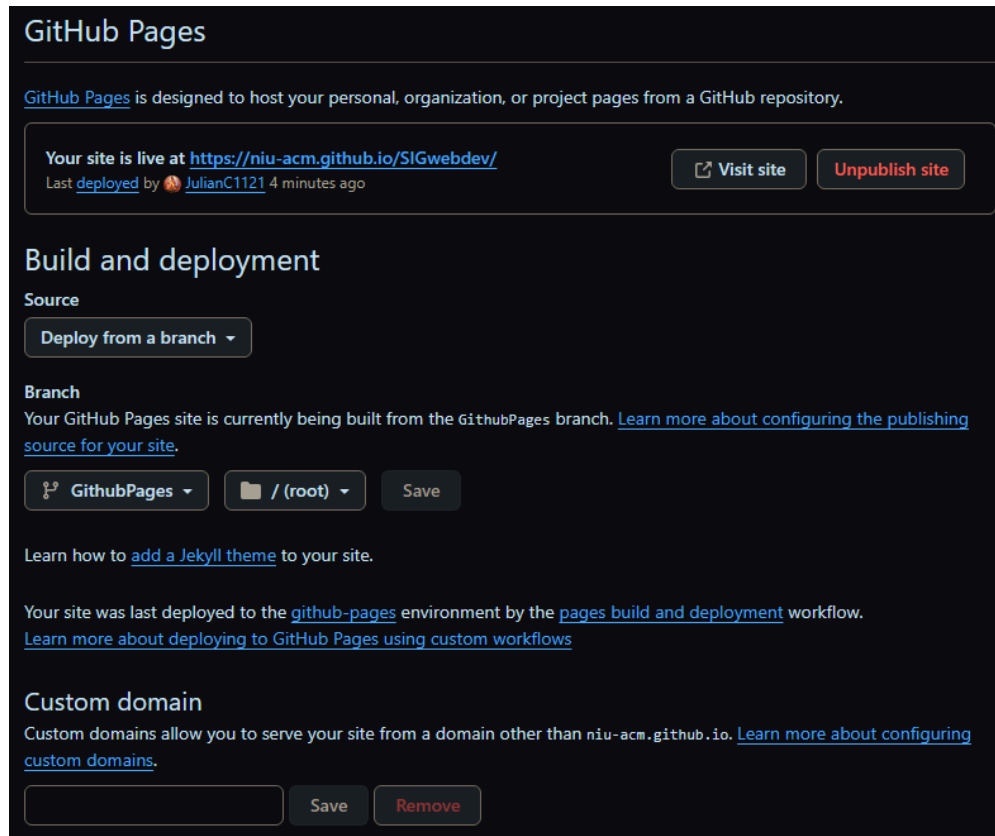 GitHub Pages
GitHub Pages is designed to host your personal, organization, or project pages from a GitHub repository.
Your site is live at https://niu-acm.github.io/SIGwebdev/
Last deployed by JulianC1121 4 minutes ago
Visit site
Unpublish site
Build and deployment
Source
Deploy from a branch
Branch
Your GitHub Pages site is currently being built from the GithubPages branch. Learn more about configuring the publishing
source for your site.
GithubPages
/ (root)
Save
Learn how to add a Jekyll theme to your site.
Your site was last deployed to the github-pages environment by the pages build and deployment workflow.
Learn more about deploying to GitHub Pages using custom workflows
Custom domain
Custom domains allow you to serve your site from a domain other than niu-acm.github.io. Learn more about configuring
custom domains.
Save
Remove